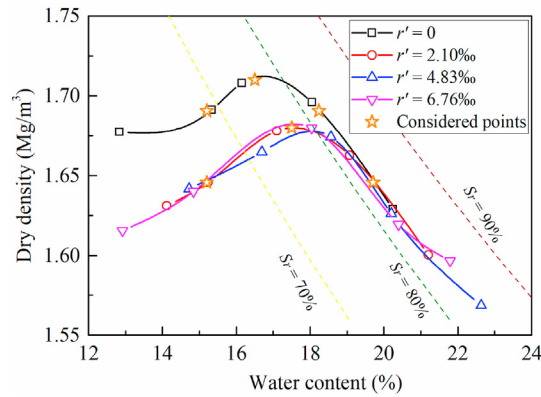 1.75
1.70
1.65
1.60
1.55
Dry density (Mg/m³)
r′ = 0
r′ = 2.10‰
r′ = 4.83‰
r′ = 6.76‰
Considered points
Sr = 70%
Sr = 80%
Sr = 90%
12 14 16 18 20 22 24
Water content (%)